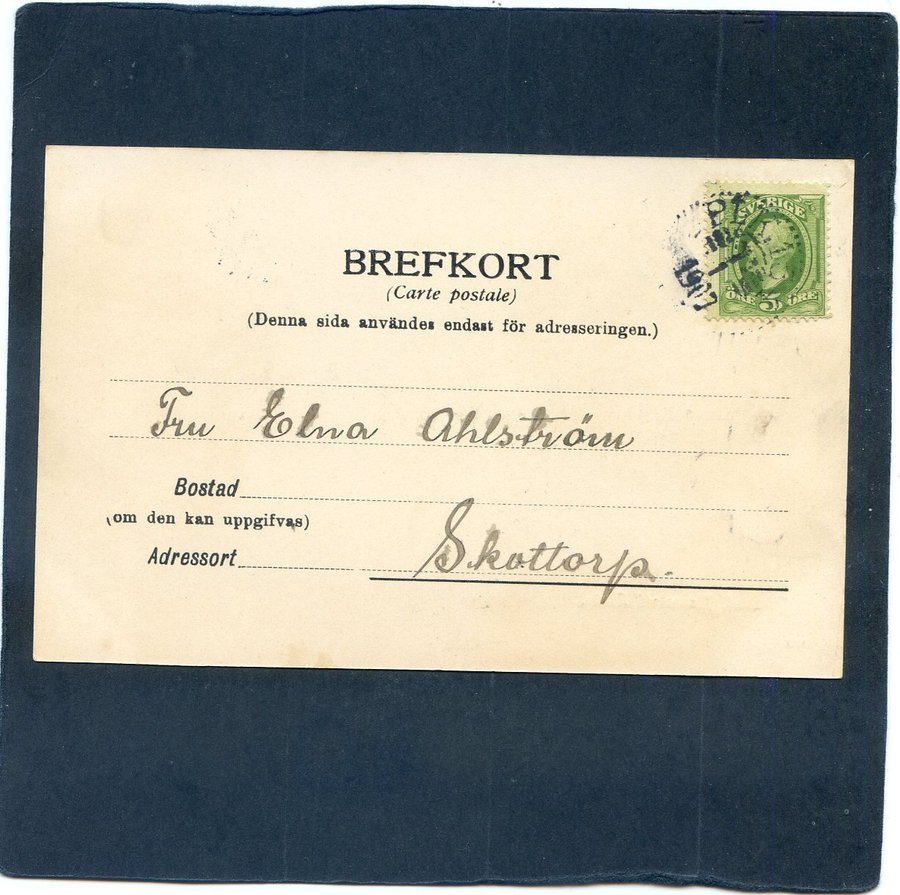 SVERIGE
1907
ÖRE 5 ÖRE
BREFKORT
(Carte postale)
(Denna sida användes endast för adresseringen.)
Fru Elna Ahlström
Bostad
(om den kan uppgifvas)
Adressort
Skottorp.